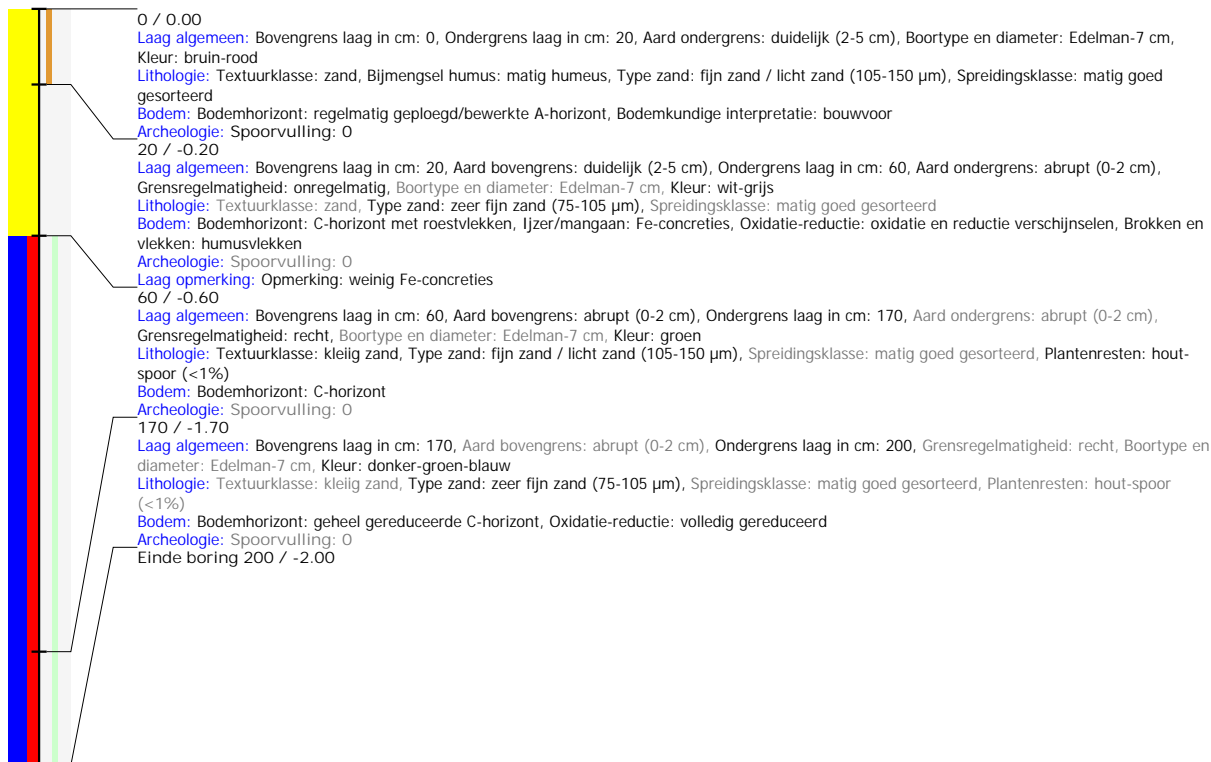 0 / 0.00
Laag algemeen: Bovengrens laag in cm: 0, Ondergrens laag in cm: 20, Aard ondergrens: duidelijk (2-5 cm), Boortype en diameter: Edelman-7 cm,
Kleur: bruin-rood
Lithologie: Textuurklasse: zand, Bijmengsel humus: matig humeus, Type zand: fijn zand / licht zand (105-150 µm), Spreidingsklasse: matig goed
gesorteerd
Bodem: Bodemhorizont: regelmatig geploegd/bewerkte A-horizont, Bodemkundige interpretatie: bouwvoor
Archeologie: Spoorvulling: 0
20 / -0.20
Laag algemeen: Bovengrens laag in cm: 20, Aard bovengrens: duidelijk (2-5 cm), Ondergrens laag in cm: 60, Aard ondergrens: abrupt (0-2 cm),
Grensregelmatigheid: onregelmatig, Boortype en diameter: Edelman-7 cm, Kleur: wit-grijs
Lithologie: Textuurklasse: zand, Type zand: zeer fijn zand (75-105 µm), Spreidingsklasse: matig goed gesorteerd
Bodem: Bodemhorizont: C-horizont met roestvlekken, Ijzer/mangaan: Fe-concreties, Oxidatie-reductie: oxidatie en reductie verschijnselen, Brokken en
vlekken: humusvlekken
Archeologie: Spoorvulling: 0
Laag opmerking: Opmerking: weinig Fe-concreties
60 / -0.60
Laag algemeen: Bovengrens laag in cm: 60, Aard bovengrens: abrupt (0-2 cm), Ondergrens laag in cm: 170, Aard ondergrens: abrupt (0-2 cm),
Grensregelmatigheid: recht, Boortype en diameter: Edelman-7 cm, Kleur: groen
Lithologie: Textuurklasse: kleiig zand, Type zand: fijn zand / licht zand (105-150 µm), Spreidingsklasse: matig goed gesorteerd, Plantenresten: hout-
spoor (<1%)
Bodem: Bodemhorizont: C-horizont
Archeologie: Spoorvulling: 0
170 / -1.70
Laag algemeen: Bovengrens laag in cm: 170, Aard bovengrens: abrupt (0-2 cm), Ondergrens laag in cm: 200, Grensregelmatigheid: recht, Boortype en
diameter: Edelman-7 cm, Kleur: donker-groen-blauw
Lithologie: Textuurklasse: kleiig zand, Type zand: zeer fijn zand (75-105 µm), Spreidingsklasse: matig goed gesorteerd, Plantenresten: hout-spoor
(<1%)
Bodem: Bodemhorizont: geheel gereduceerde C-horizont, Oxidatie-reductie: volledig gereduceerd
Archeologie: Spoorvulling: 0
Einde boring 200 / -2.00